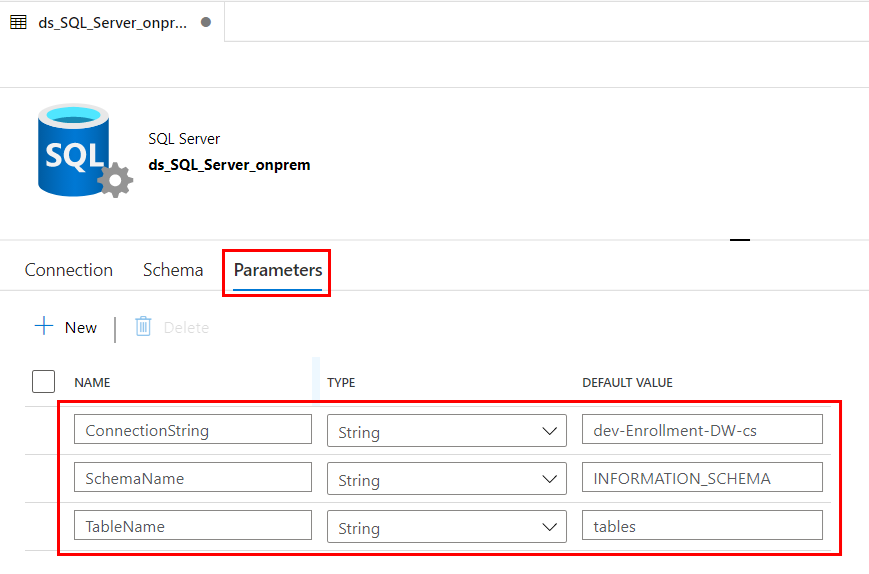 ds_SQL_Server_onpr...
SQL
SQL Server
ds_SQL_Server_onprem
Connection Schema Parameters
New Delete
NAME TYPE DEFAULT VALUE
ConnectionString String dev-Enrollment-DW-cs
SchemaName String INFORMATION_SCHEMA
TableName String tables